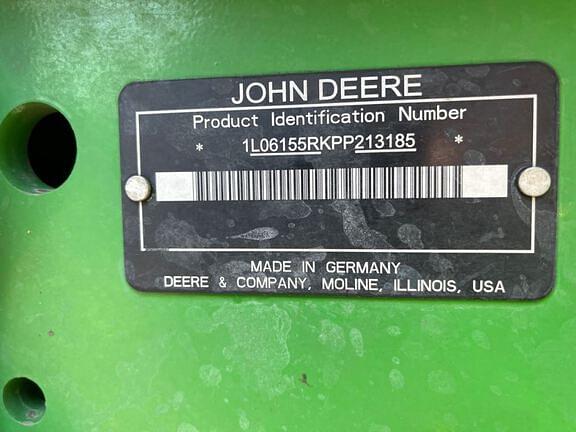 JOHN DEERE
Product Identification Number
* 1L06155RKPP213185 *
MADE IN GERMANY
DEERE & COMPANY, MOLINE, ILLINOIS, USA